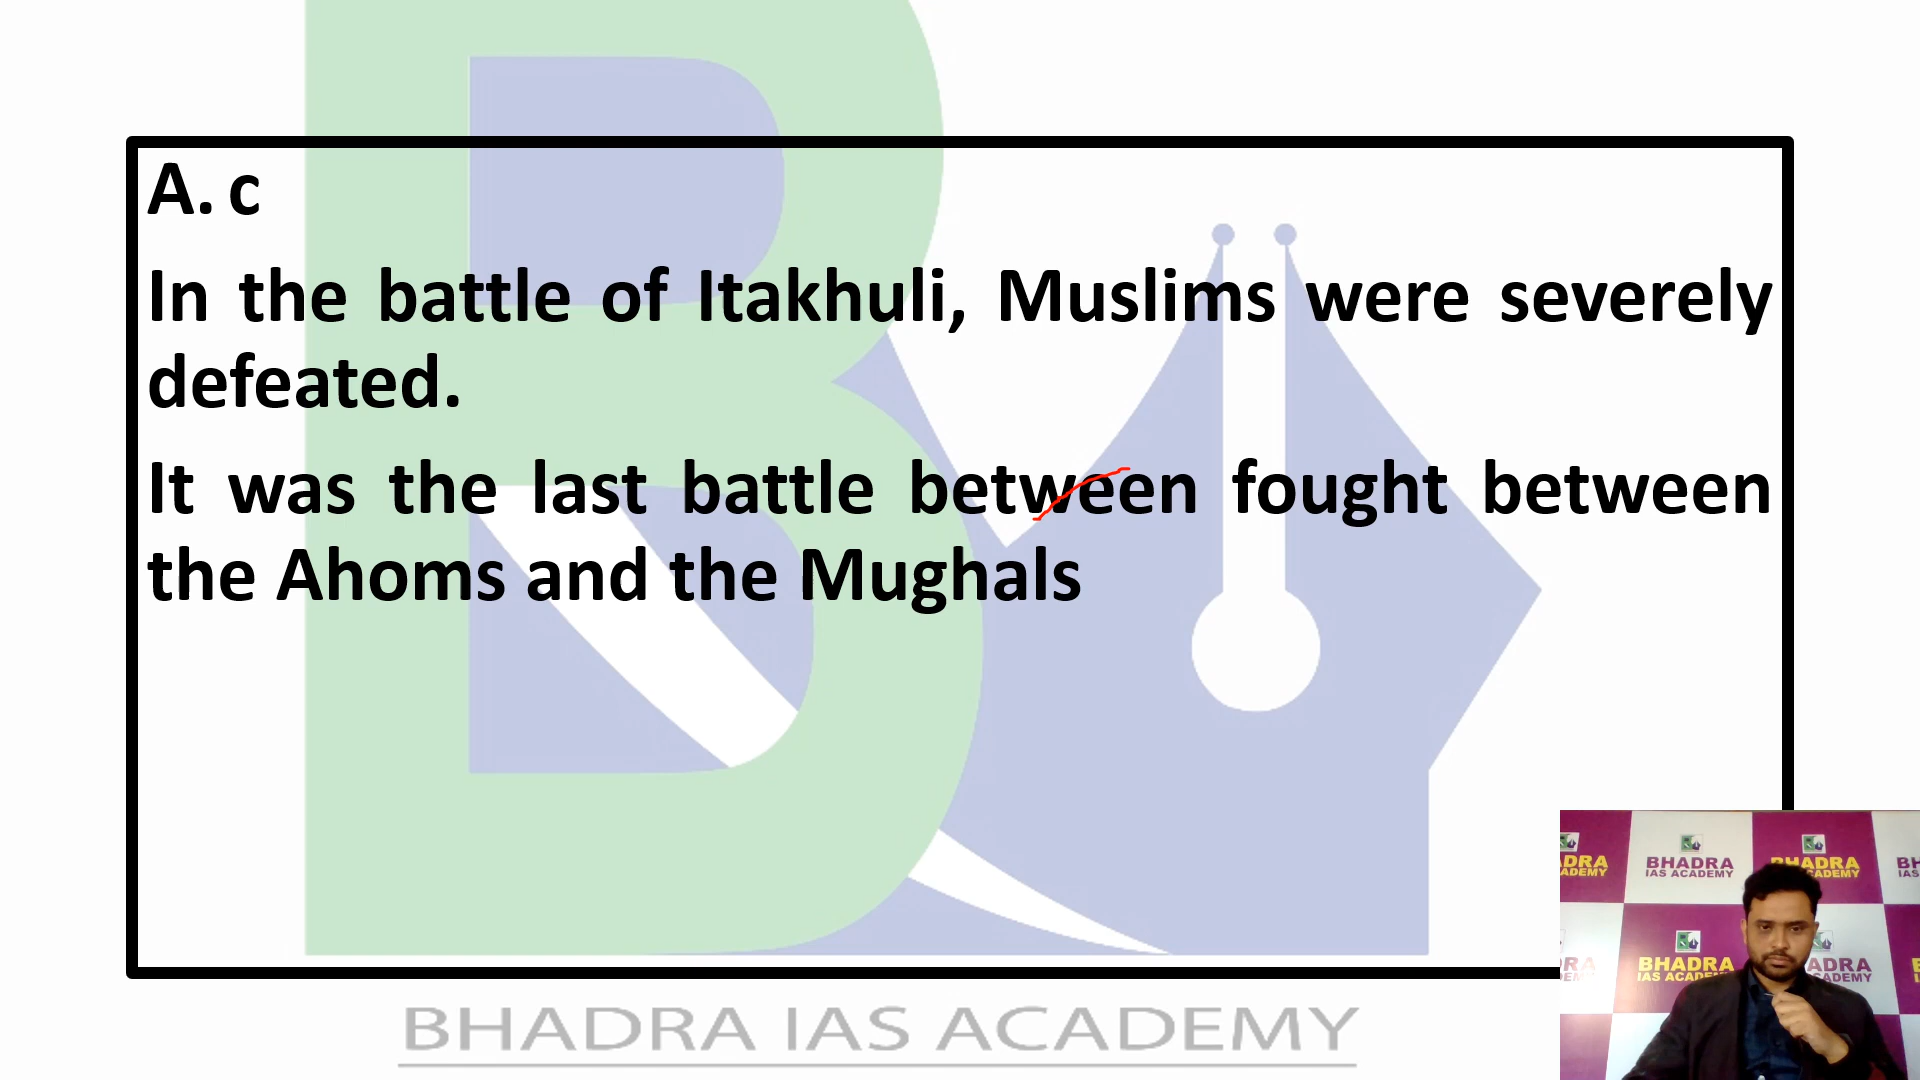 A. c
In the battle of Itakhuli, Muslims were severely
defeated.
It was the last battle between fought between
the Ahoms and the Mughals
BHADRA IAS ACADEMY
BHADRA
IAS ACADEMY
BHADRA
ACADEMY
BHADRA
IAS ACADEMY